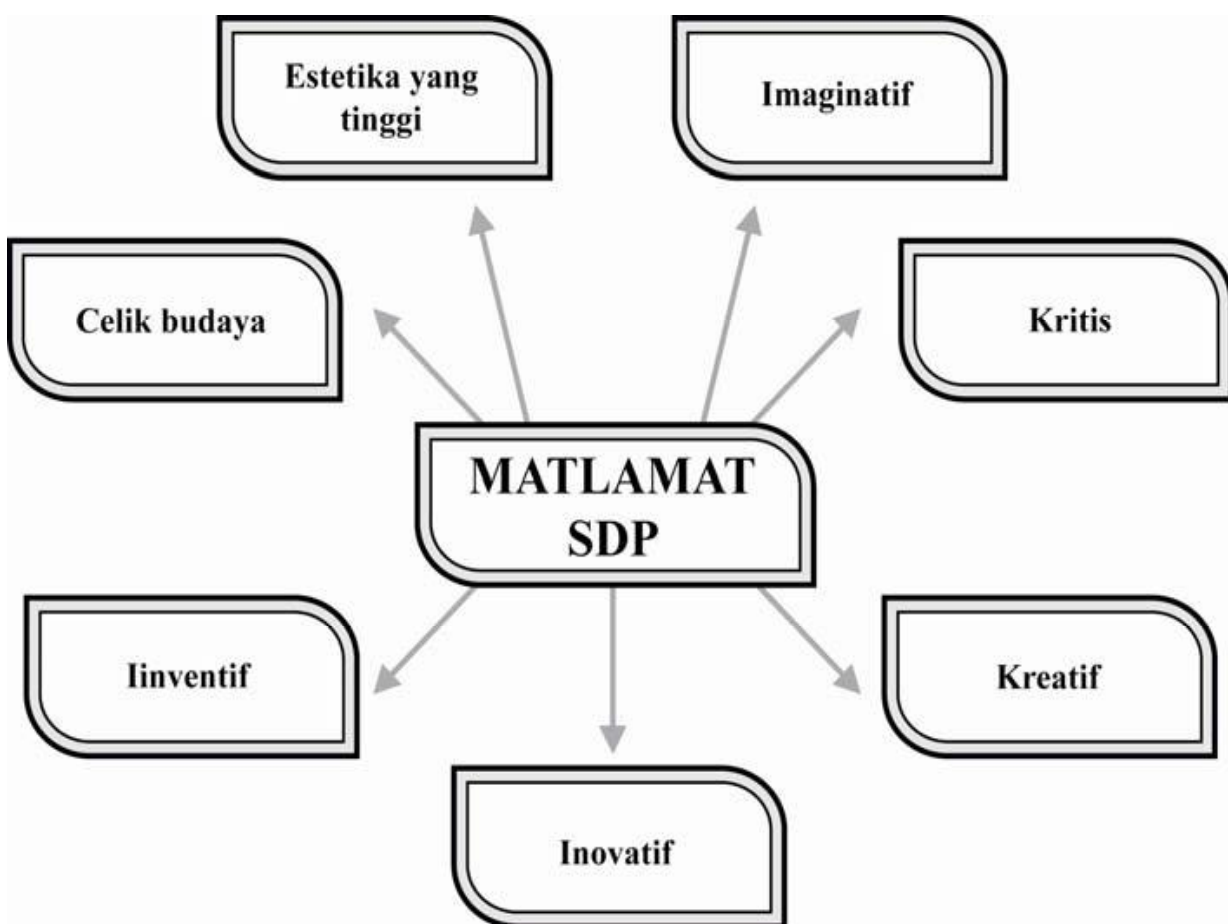 Estetika yang
tinggi
Imaginatif
Celik budaya
Kritis
MATLAMAT
SDP
Iinventif
Kreatif
Inovatif